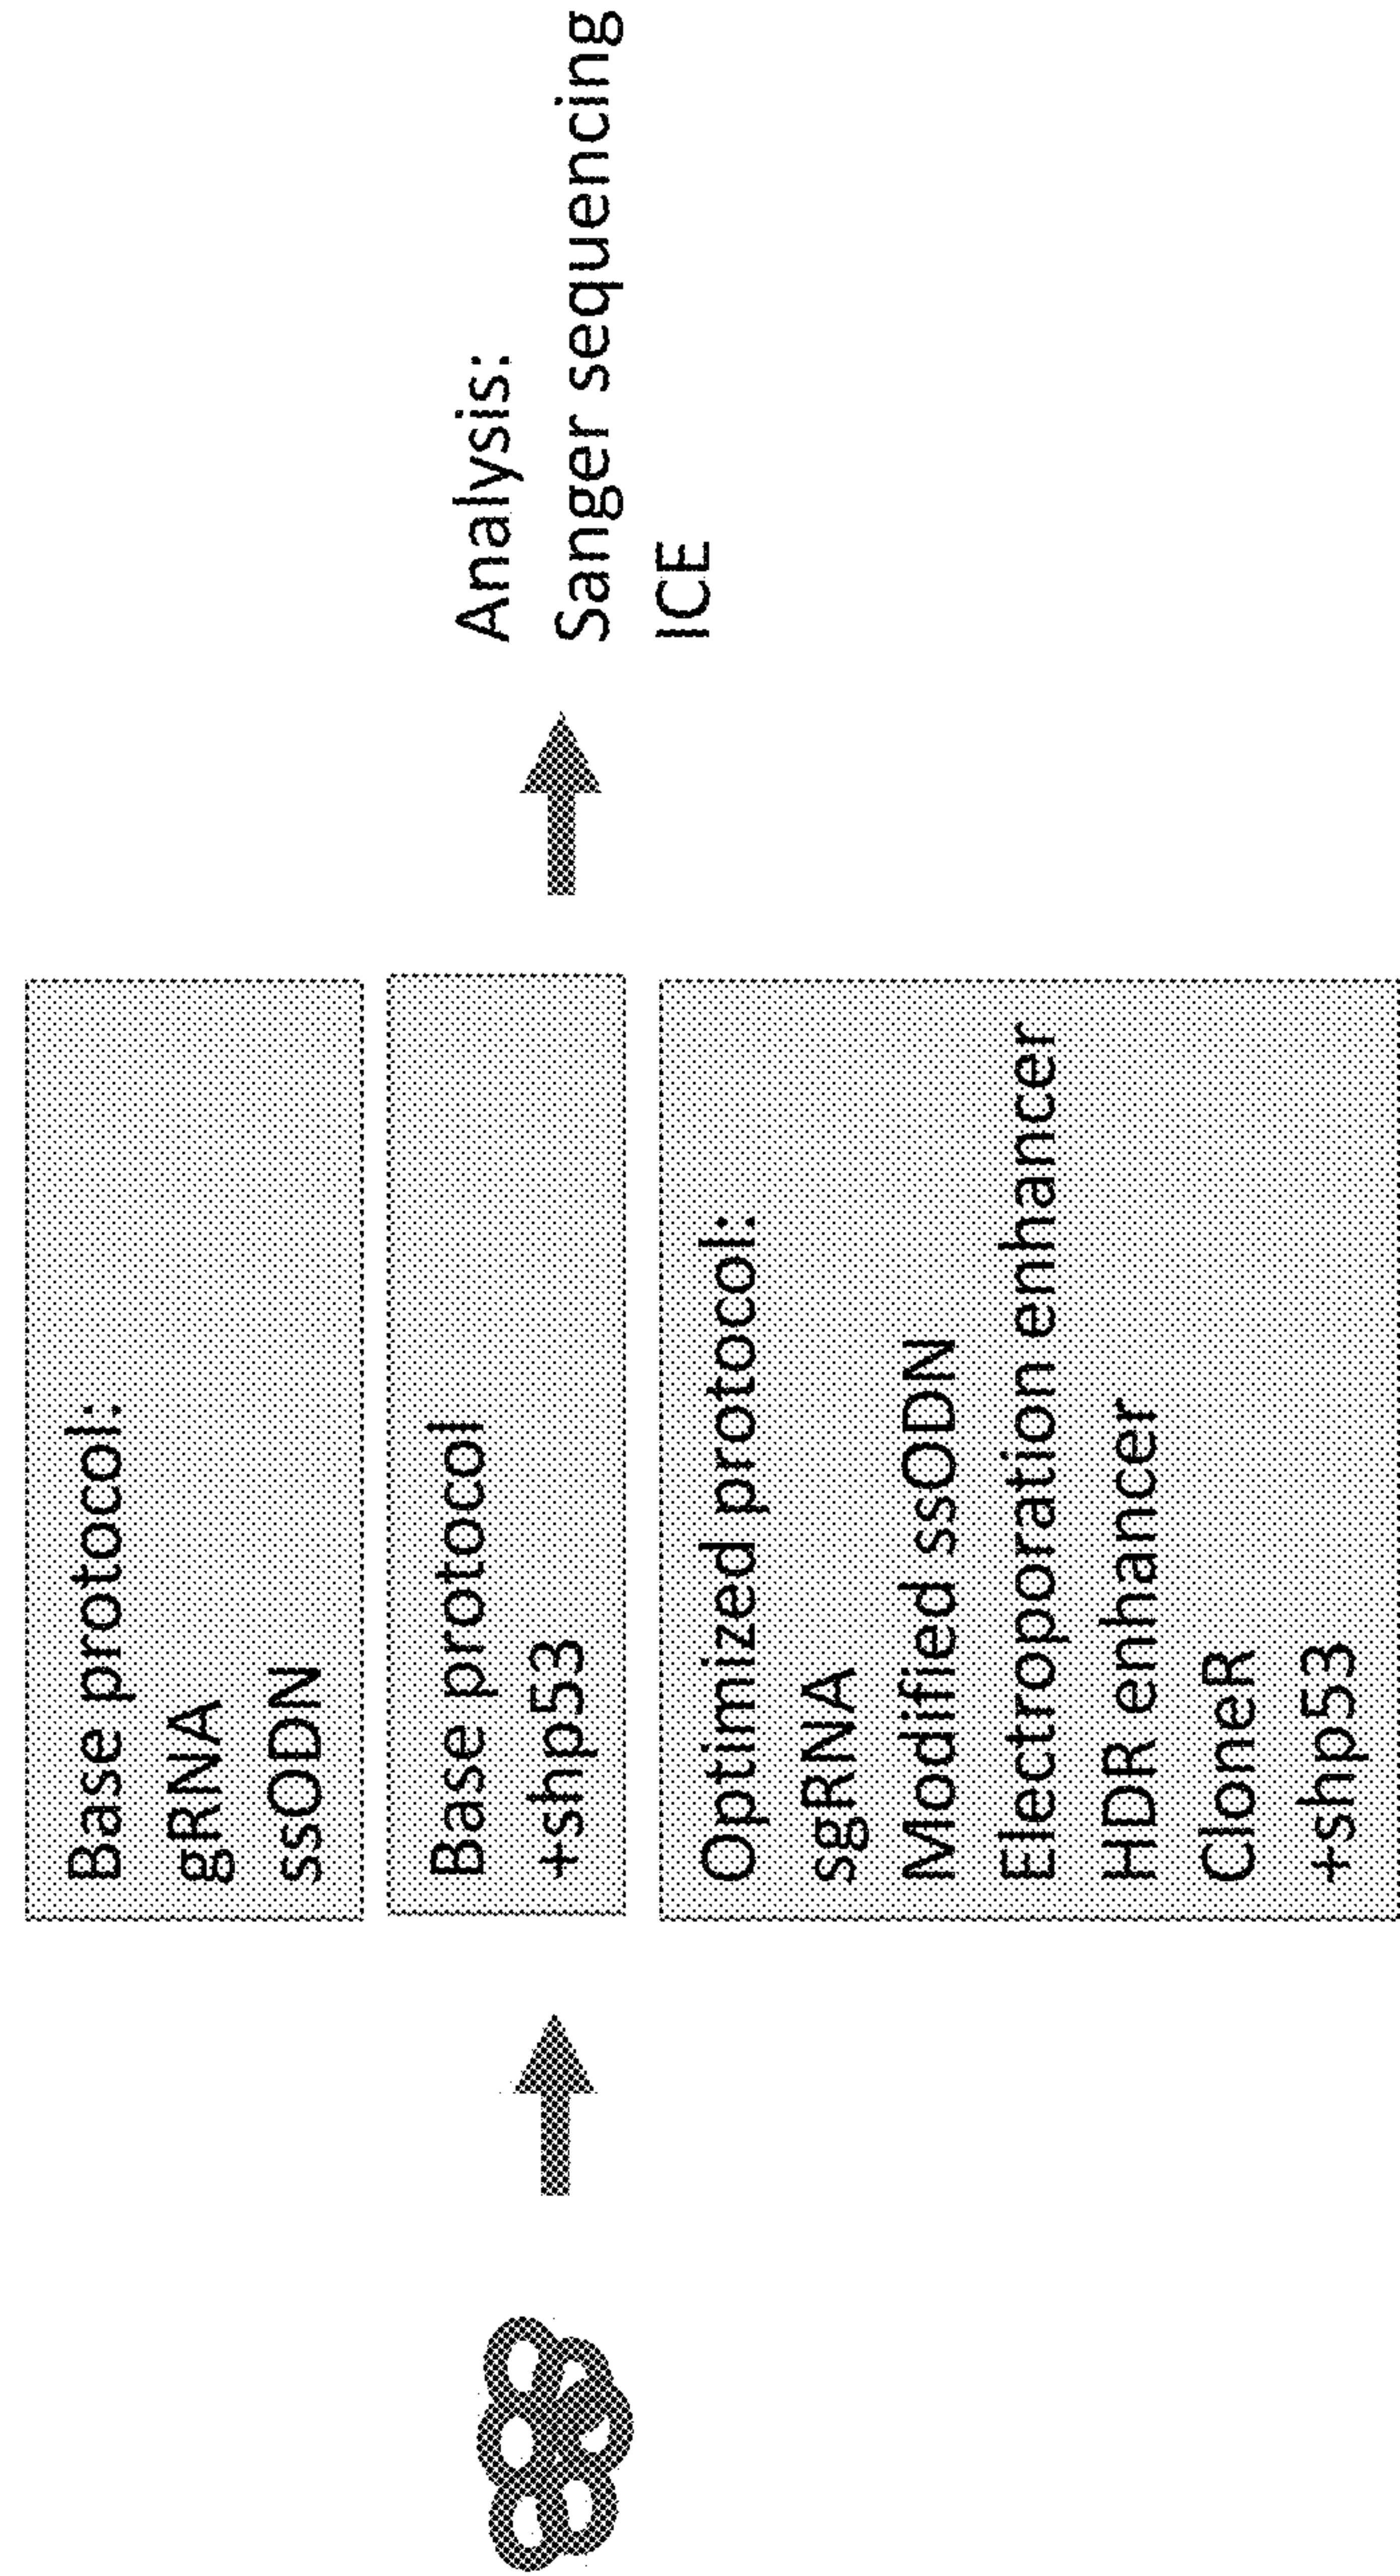 Base protocol:
gRNA
ssODN
Base protocol
+shp53
Optimized protocol:
sgRNA
Modified ssODN
Electroporation enhancer
HDR enhancer
CloneR
+shp53
Analysis:
Sanger sequencing
ICE